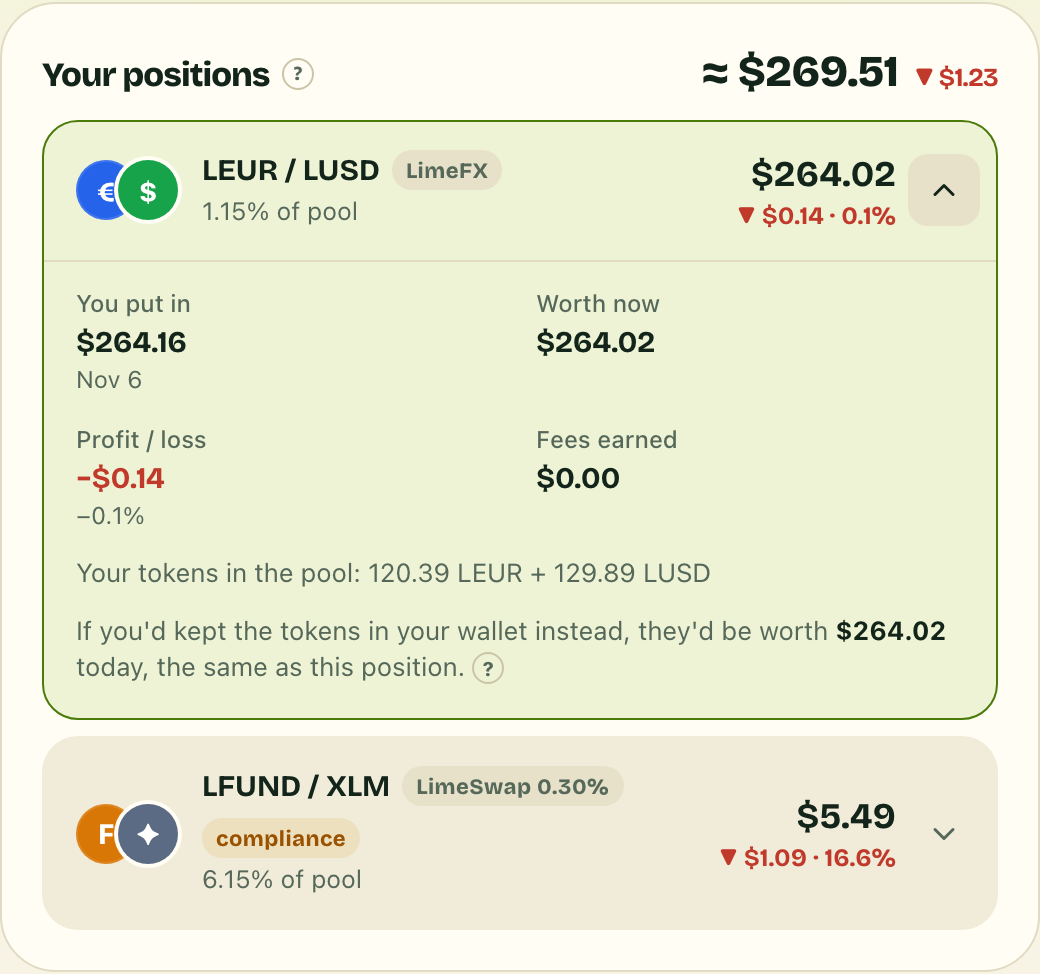 Your positions ?
≈ $269.51 ▼ $1.23
€ $
LEUR / LUSD LimeFX
1.15% of pool
$264.02
▼ $0.14 · 0.1%
You put in
$264.16
Nov 6
Worth now
$264.02
Profit / loss
−$0.14
−0.1%
Fees earned
$0.00
Your tokens in the pool: 120.39 LEUR + 129.89 LUSD
If you'd kept the tokens in your wallet instead, they'd be worth $264.02
today, the same as this position. ?
F
LFUND / XLM LimeSwap 0.30%
compliance
6.15% of pool
$5.49
▼ $1.09 · 16.6%